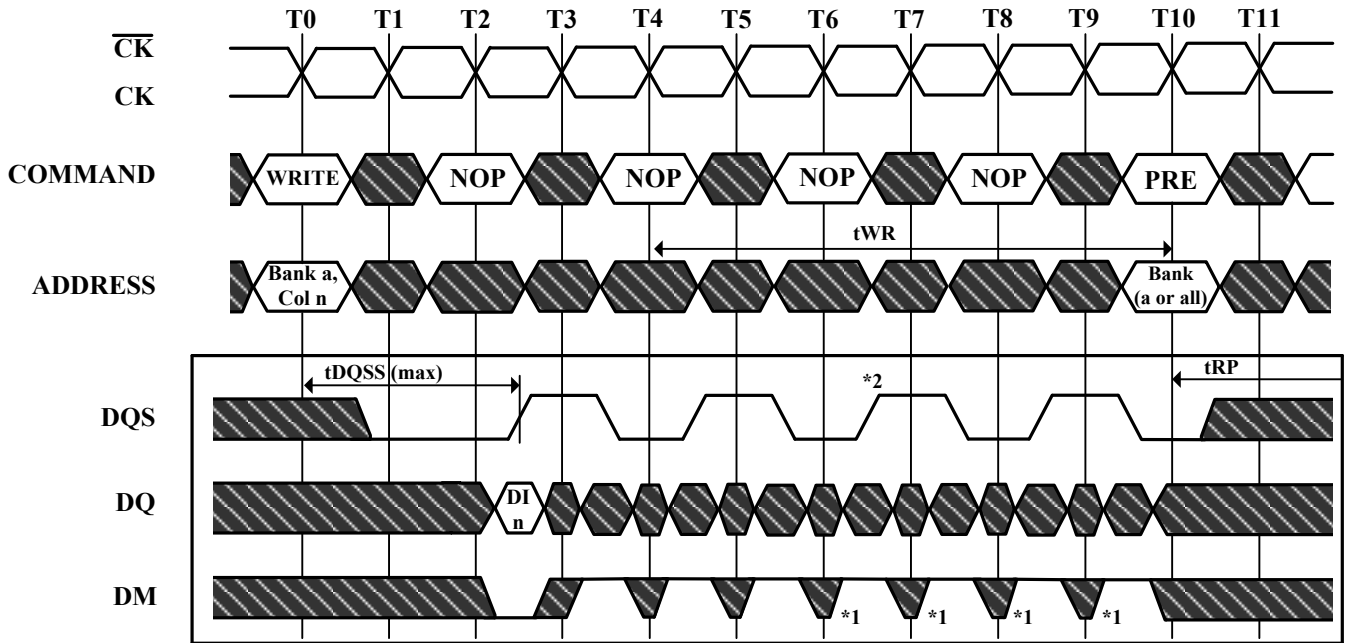 T0 T1 T2 T3 T4 T5 T6 T7 T8 T9 T10 T11
CK
CK
COMMAND WRITE NOP NOP NOP NOP PRE
tWR
ADDRESS Bank a, Col n Bank (a or all)
tDQSS (max) *2 tRP
DQS
DQ DI n
DM *1 *1 *1 *1